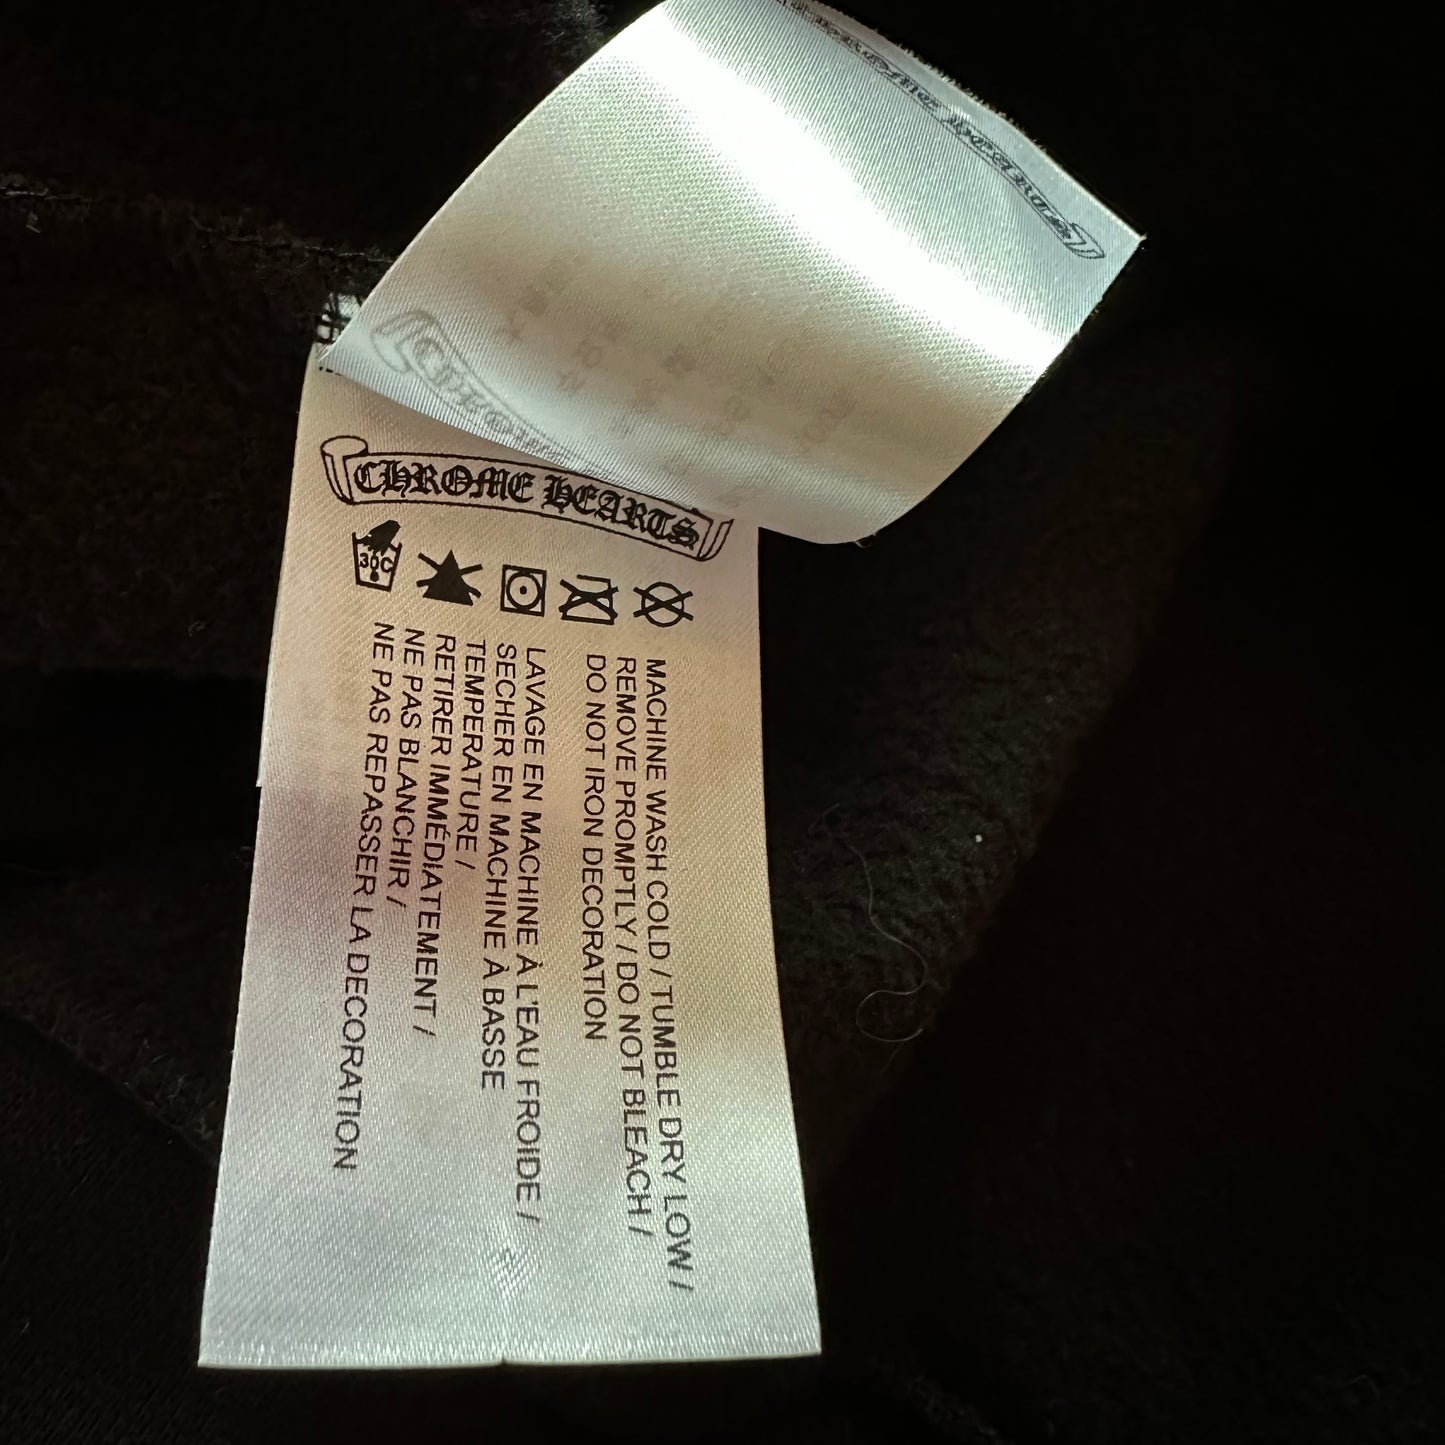 CHROME HEARTS
30C
MACHINE WASH COLD / TUMBLE DRY LOW /
REMOVE PROMPTLY / DO NOT BLEACH /
DO NOT IRON DECORATION
LAVAGE EN MACHINE À L'EAU FROIDE /
SECHER EN MACHINE À BASSE
TEMPERATURE /
RETIRER IMMÉDIATEMENT /
NE PAS BLANCHIR /
NE PAS REPASSER LA DECORATION